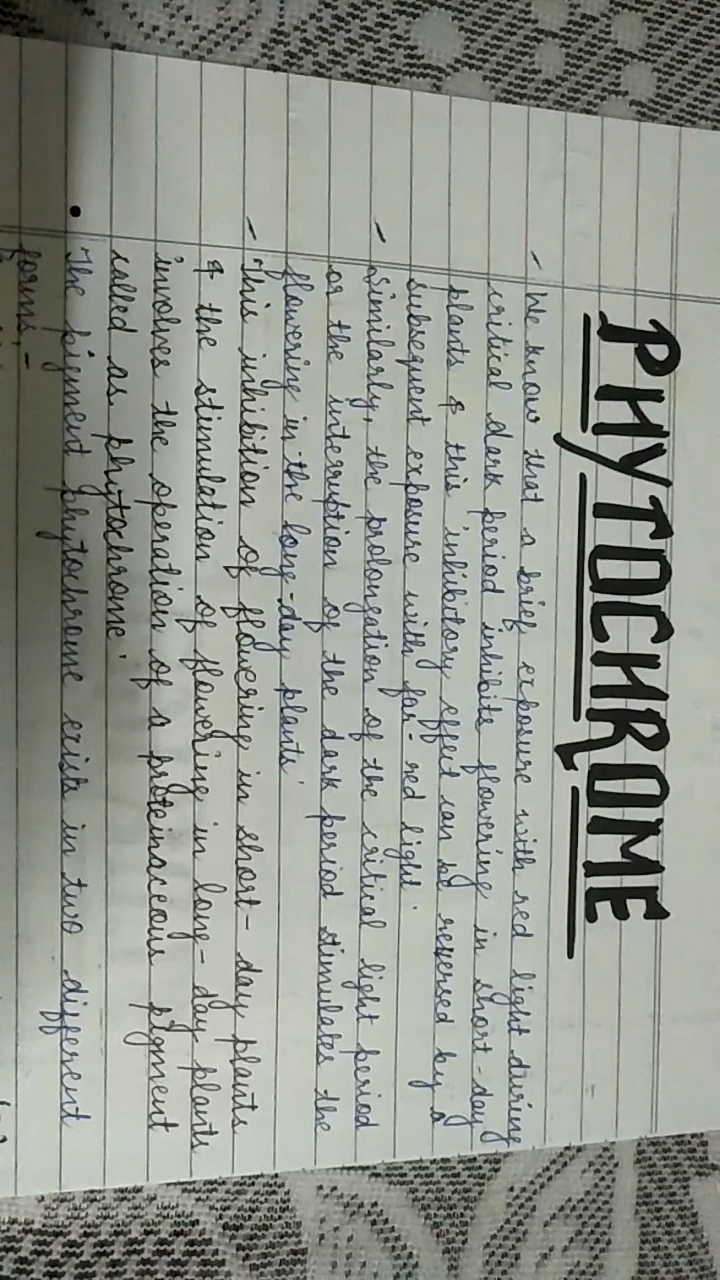 PHYTOCHROME
- We know that a brief exposure with red light during
critical dark period inhibits flowering in short-day
plants & this inhibitory effect can be reversed by a
subsequent exposure with far-red light.
- Similarly, the prolongation of the critical light period
or the interruption of the dark period stimulates the
flowering in the long-day plants.
- This inhibition of flowering in short-day plants
& the stimulation of flowering in long-day plants
involves the operation of a proteinaceous pigment
called as phytochrome.
• The pigment phytochrome exists in two different
forms,-